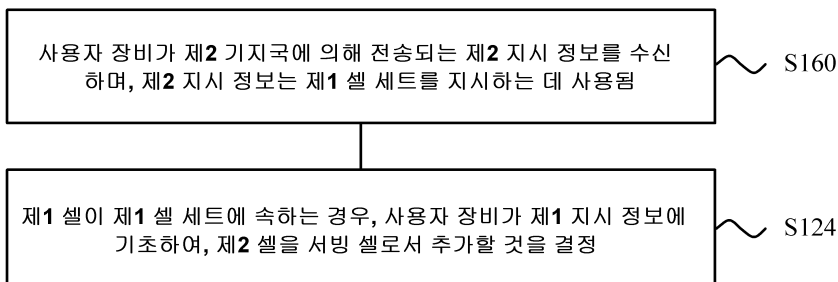 사용자 장비가 제2 기지국에 의해 전송되는 제2 지시 정보를 수신
하며, 제2 지시 정보는 제1 셀 세트를 지시하는 데 사용됨
S160
제1 셀이 제1 셀 세트에 속하는 경우, 사용자 장비가 제1 지시 정보에
기초하여, 제2 셀을 서빙 셀로서 추가할 것을 결정
S124